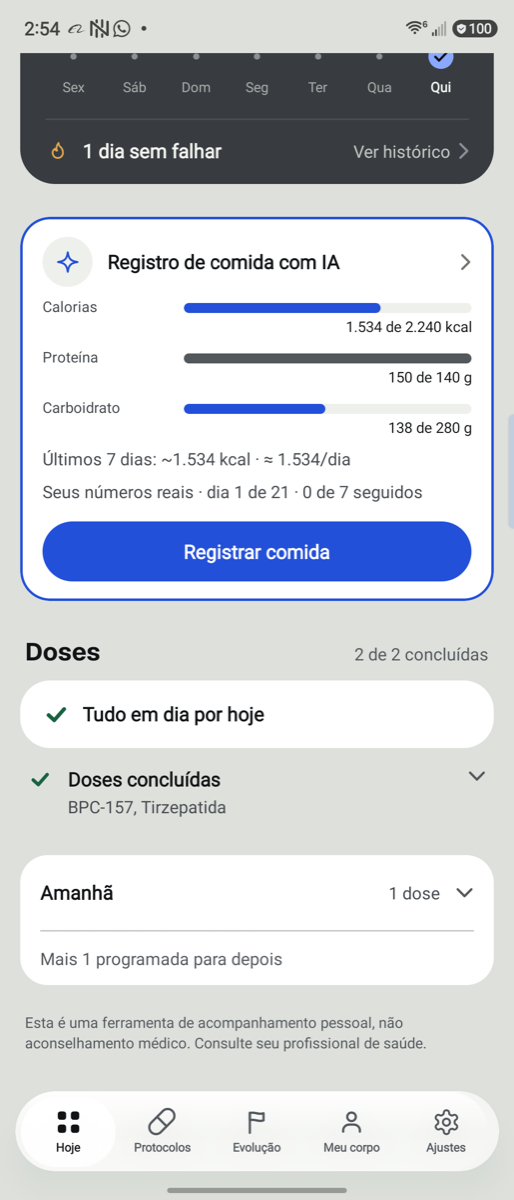 2:54
6
100
Sex Sáb Dom Seg Ter Qua Qui
1 dia sem falhar Ver histórico
Registro de comida com IA
Calorias
1.534 de 2.240 kcal
Proteína
150 de 140 g
Carboidrato
138 de 280 g
Últimos 7 dias: ~1.534 kcal · ≈ 1.534/dia
Seus números reais · dia 1 de 21 · 0 de 7 seguidos
Registrar comida
Doses 2 de 2 concluídas
Tudo em dia por hoje
Doses concluídas
BPC-157, Tirzepatida
Amanhã 1 dose
Mais 1 programada para depois
Esta é uma ferramenta de acompanhamento pessoal, não
aconselhamento médico. Consulte seu profissional de saúde.
Hoje Protocolos Evolução Meu corpo Ajustes